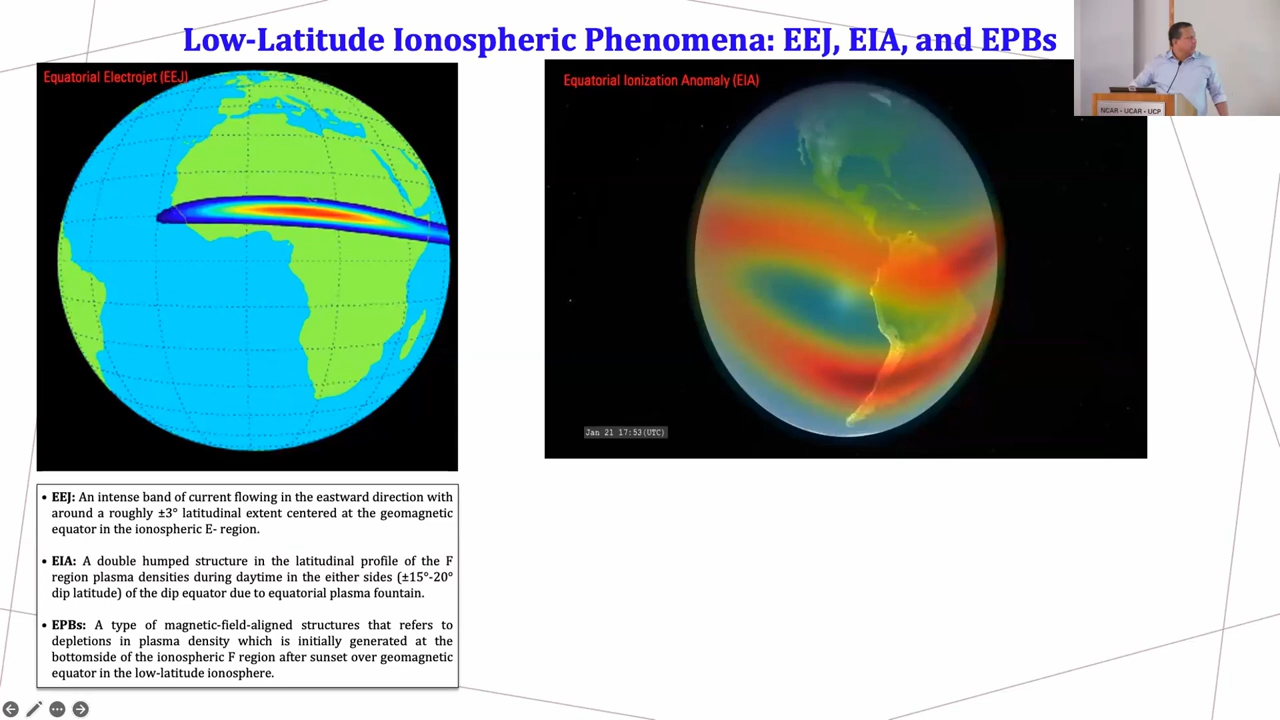 Low-Latitude Ionospheric Phenomena: EEJ, EIA, and EPBs
Equatorial Electrojet (EEJ)
Equatorial Ionization Anomaly (EIA)
NCAR - UCAR - UCP
Jan 21 17:53(UTC)
• EEJ: An intense band of current flowing in the eastward direction with
around a roughly ±3° latitudinal extent centered at the geomagnetic
equator in the ionospheric E- region.
• EIA: A double humped structure in the latitudinal profile of the F
region plasma densities during daytime in the either sides (±15°-20°
dip latitude) of the dip equator due to equatorial plasma fountain.
• EPBs: A type of magnetic-field-aligned structures that refers to
depletions in plasma density which is initially generated at the
bottomside of the ionospheric F region after sunset over geomagnetic
equator in the low-latitude ionosphere.